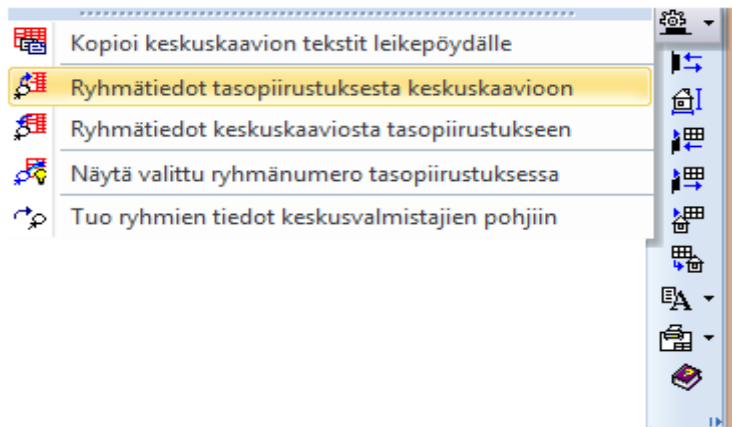 Kopioi keskuskaavion tekstit leikepöydälle
Ryhmätiedot tasopiirustuksesta keskuskaavioon
Ryhmätiedot keskuskaaviosta tasopiirustukseen
Näytä valittu ryhmänumero tasopiirustuksessa
Tuo ryhmien tiedot keskusvalmistajien pohjiin